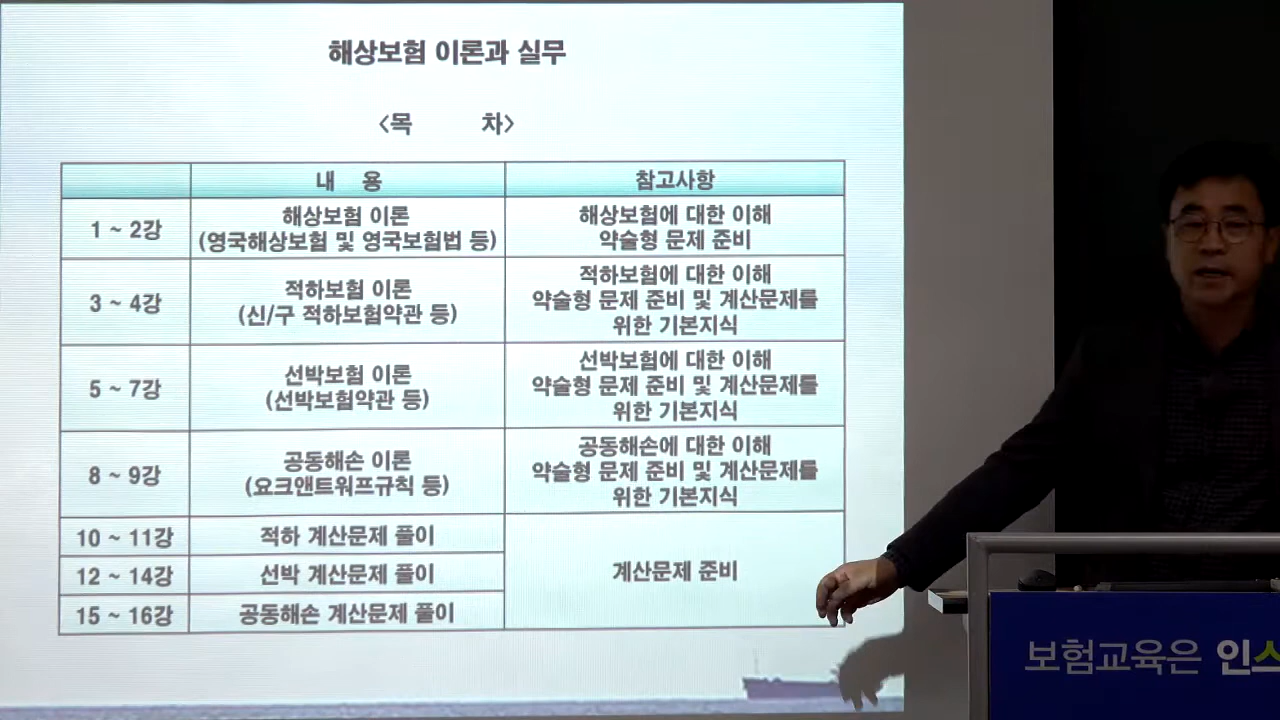 해상보험 이론과 실무
<목 차>
내 용
참고사항
1 ~ 2강
해상보험 이론
(영국해상보험 및 영국보험법 등)
해상보험에 대한 이해
약술형 문제 준비
3 ~ 4강
적하보험 이론
(신/구 적하보험약관 등)
적하보험에 대한 이해
약술형 문제 준비 및 계산문제를
위한 기본지식
5 ~ 7강
선박보험 이론
(선박보험약관 등)
선박보험에 대한 이해
약술형 문제 준비 및 계산문제를
위한 기본지식
8 ~ 9강
공동해손 이론
(요크앤트워프규칙 등)
공동해손에 대한 이해
약술형 문제 준비 및 계산문제를
위한 기본지식
10 ~ 11강
적하 계산문제 풀이
12 ~ 14강
선박 계산문제 풀이
15 ~ 16강
공동해손 계산문제 풀이
계산문제 준비
보험교육은 인스